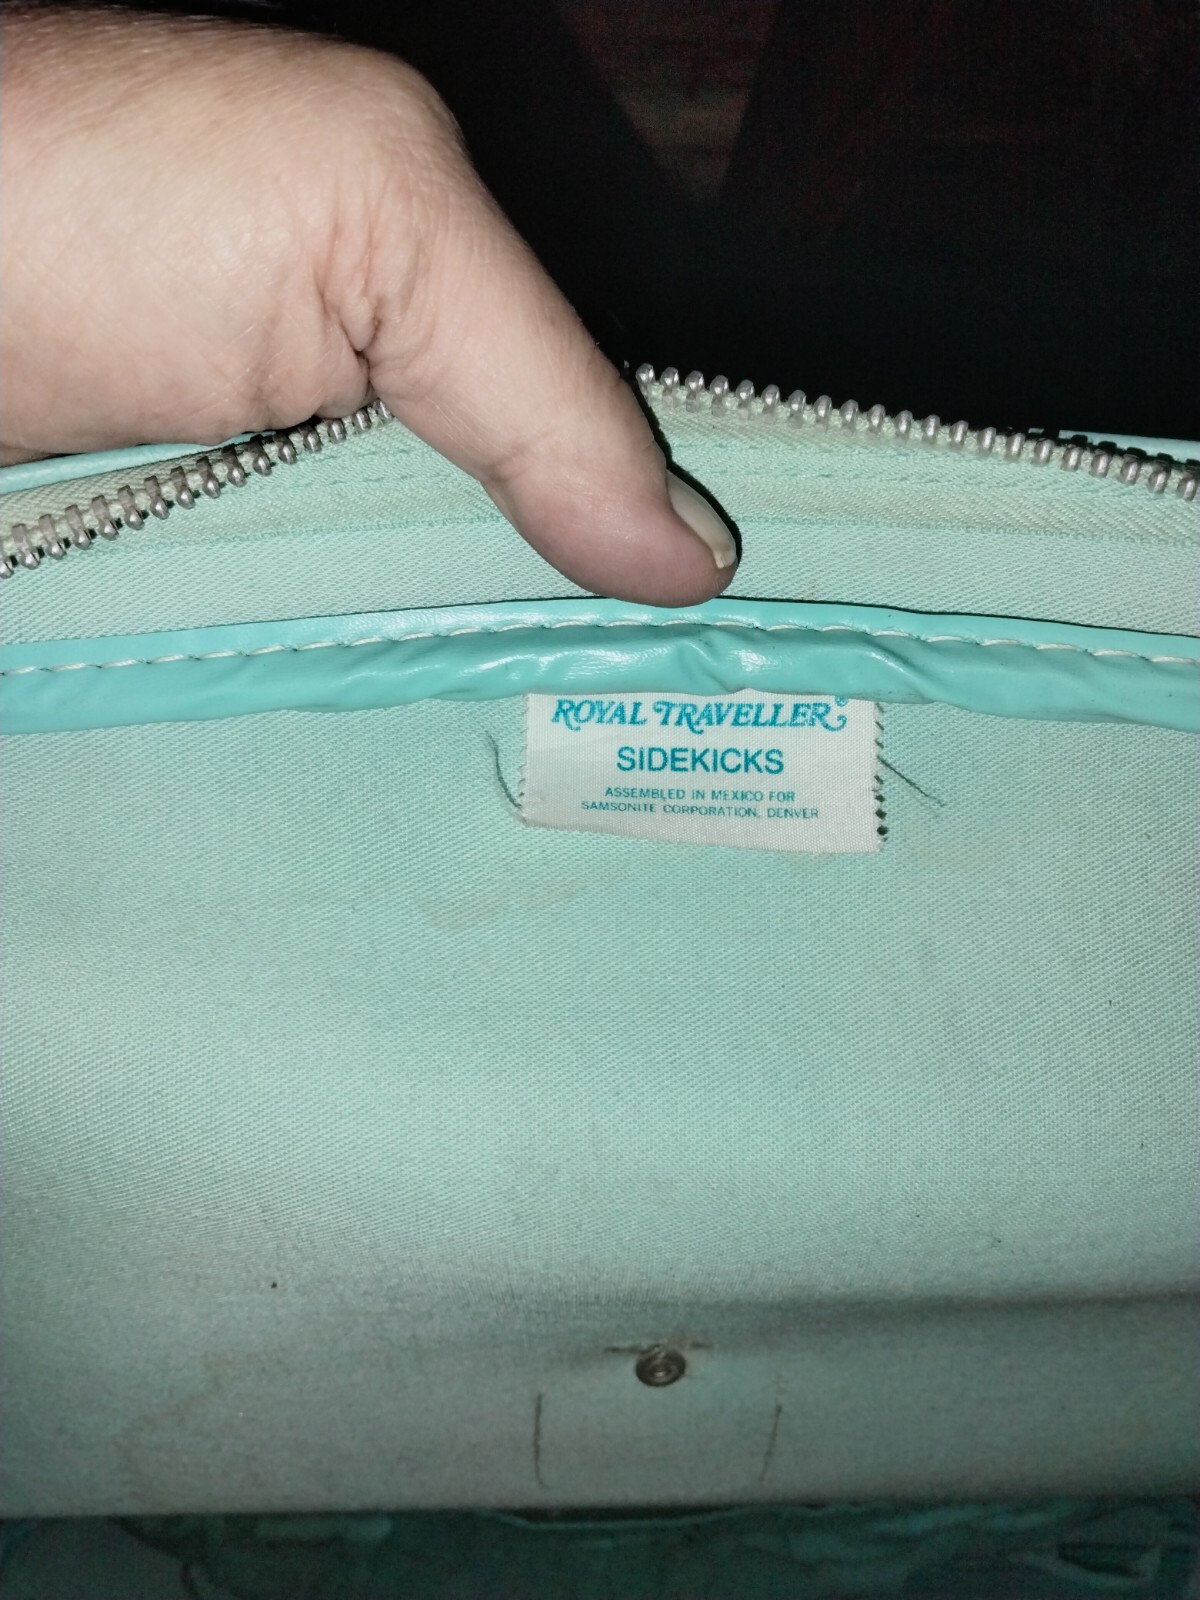 ROYAL TRAVELLER®
SIDEKICKS
ASSEMBLED IN MEXICO FOR
SAMSONITE CORPORATION, DENVER